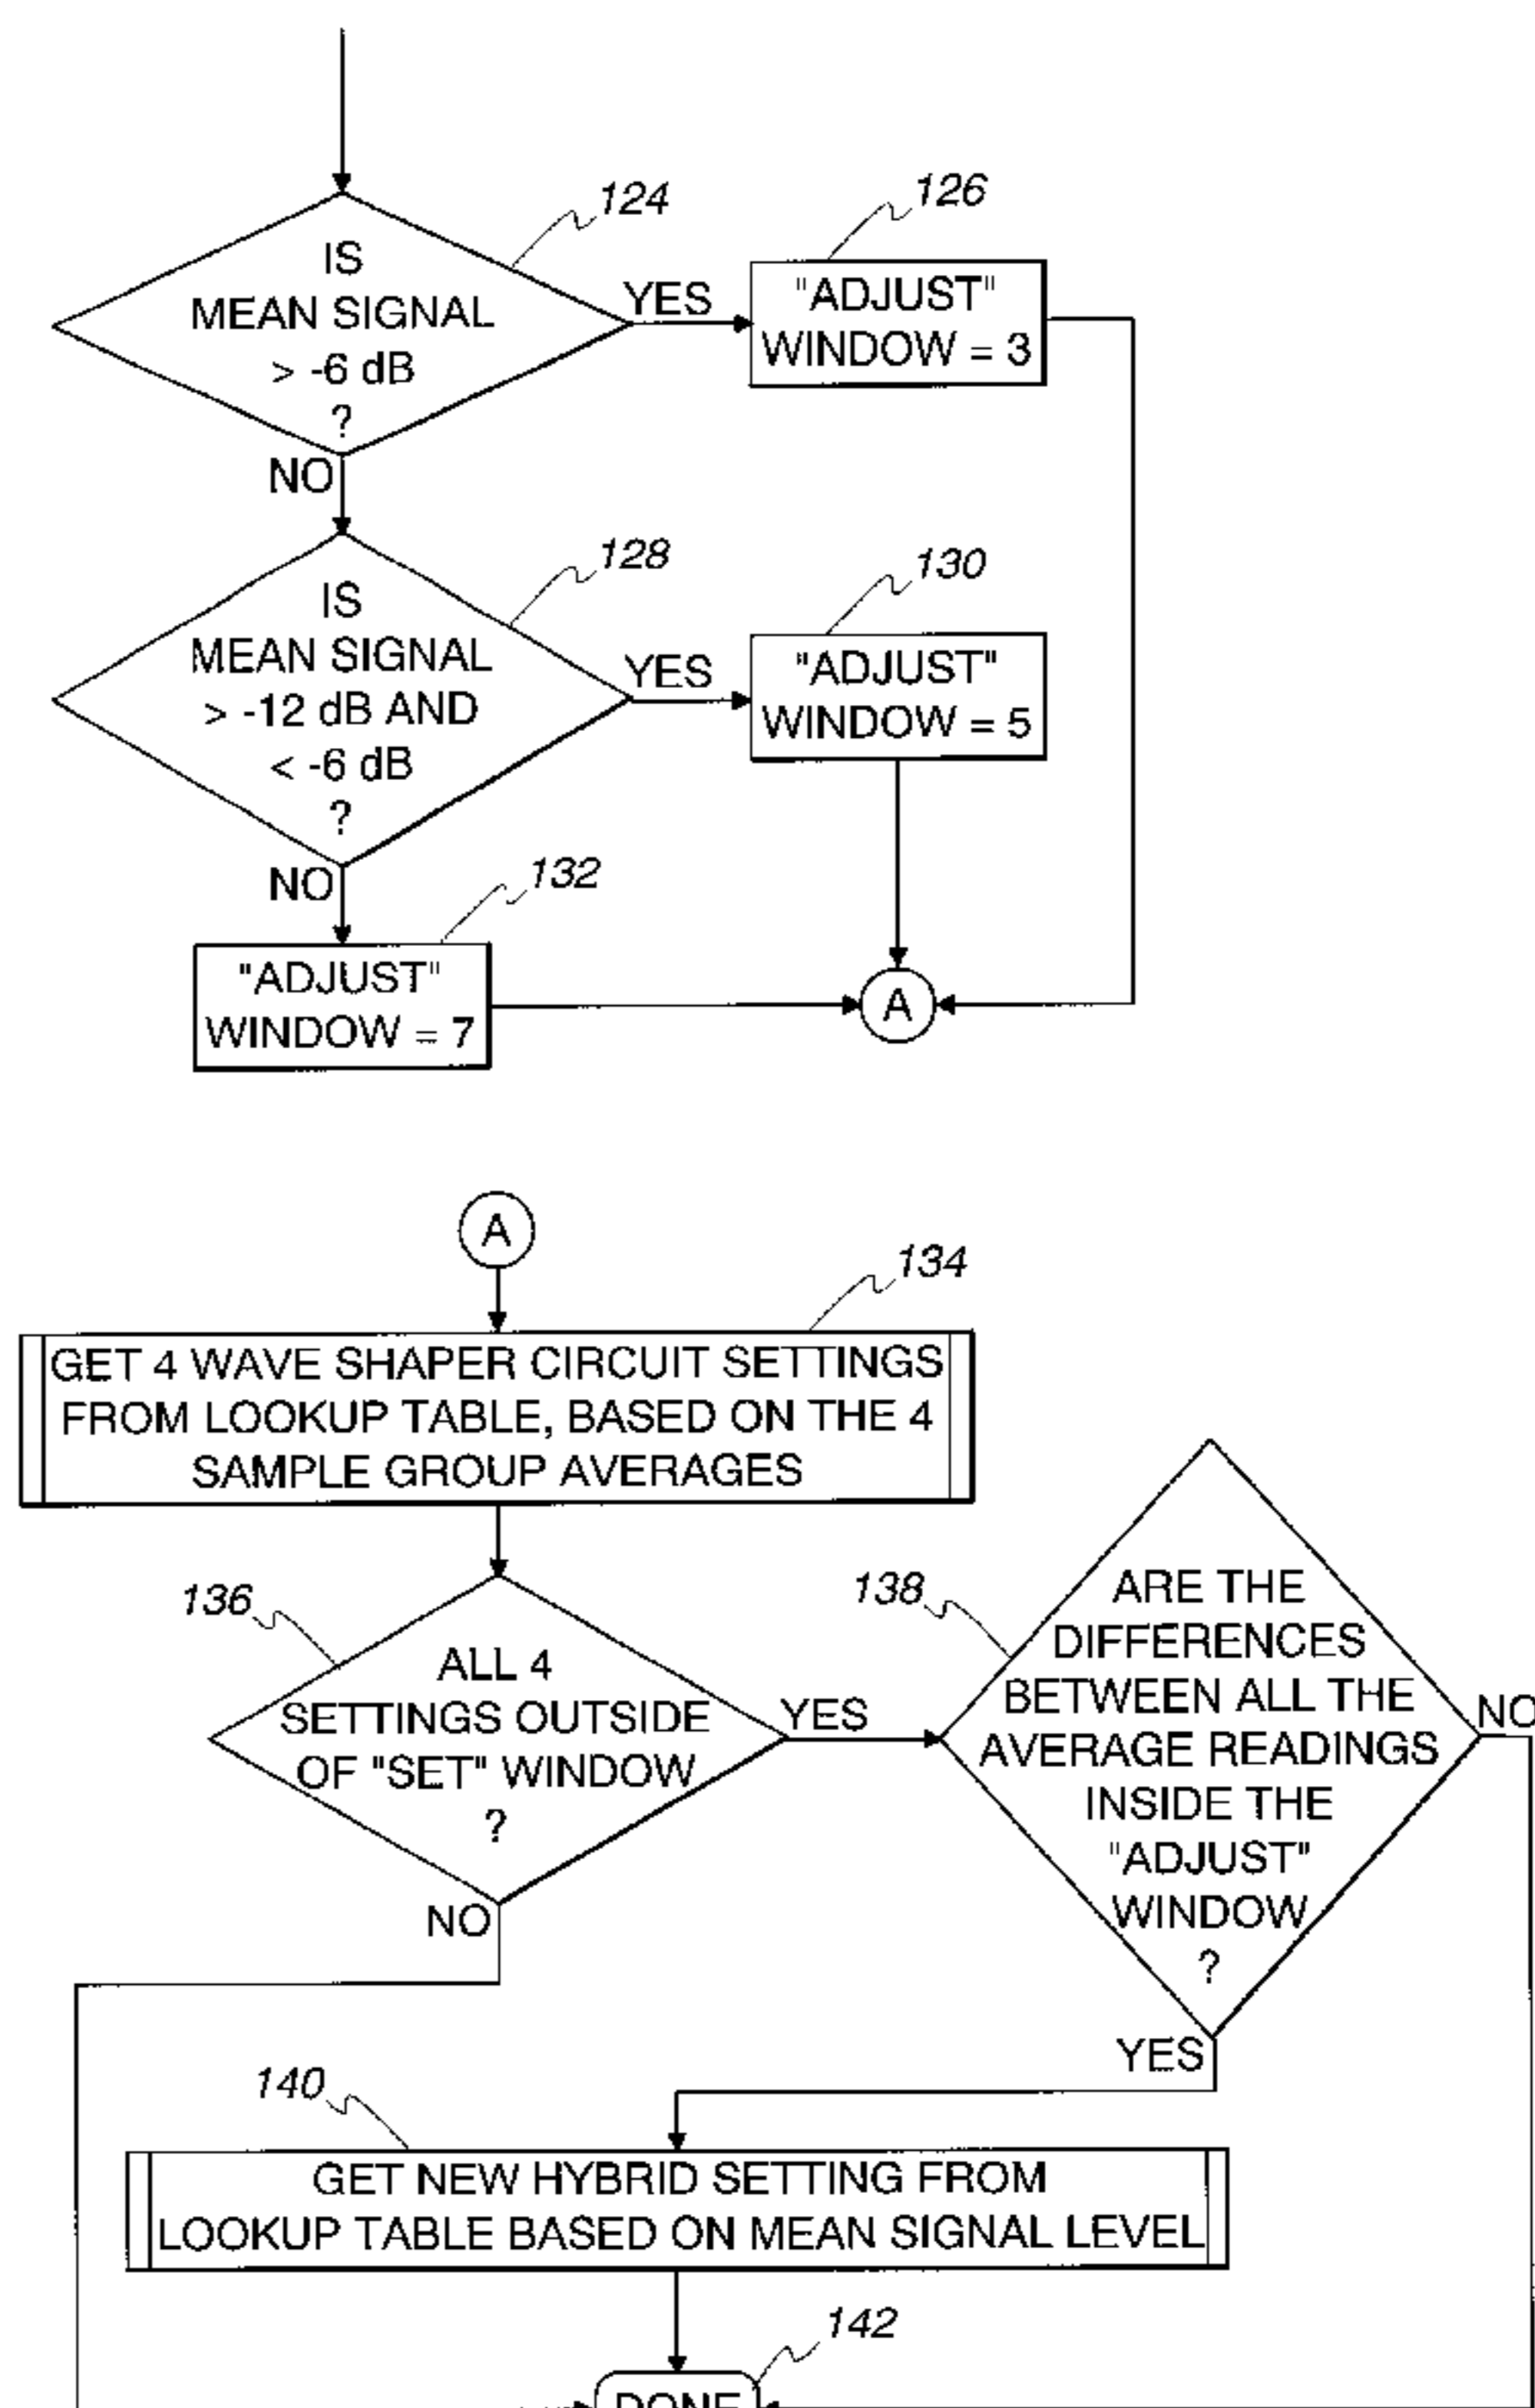 124
IS
MEAN SIGNAL
> -6 dB
?
YES
NO
126
"ADJUST"
WINDOW = 3
128
IS
MEAN SIGNAL
> -12 dB AND
< -6 dB
?
YES
NO
130
"ADJUST"
WINDOW = 5
132
"ADJUST"
WINDOW = 7
A
A
134
GET 4 WAVE SHAPER CIRCUIT SETTINGS
FROM LOOKUP TABLE, BASED ON THE 4
SAMPLE GROUP AVERAGES
136
ALL 4
SETTINGS OUTSIDE
OF "SET" WINDOW
?
YES
NO
138
ARE THE
DIFFERENCES
BETWEEN ALL THE
AVERAGE READINGS
INSIDE THE
"ADJUST"
WINDOW
?
NO
YES
140
GET NEW HYBRID SETTING FROM
LOOKUP TABLE BASED ON MEAN SIGNAL LEVEL
142
DONE